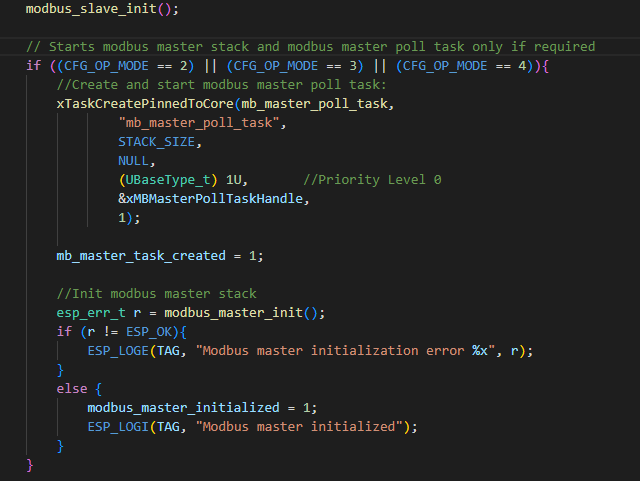 modbus_slave_init();
// Starts modbus master stack and modbus master poll task only if required
if ((CFG_OP_MODE == 2) || (CFG_OP_MODE == 3) || (CFG_OP_MODE == 4)){
//Create and start modbus master poll task:
xTaskCreatePinnedToCore(mb_master_poll_task,
"mb_master_poll_task",
STACK_SIZE,
NULL,
(UBaseType_t) 1U, //Priority Level 0
&xMBMasterPollTaskHandle,
1);
mb_master_task_created = 1;
//Init modbus master stack
esp_err_t r = modbus_master_init();
if (r != ESP_OK){
ESP_LOGE(TAG, "Modbus master initialization error %x", r);
}
else {
modbus_master_initialized = 1;
ESP_LOGI(TAG, "Modbus master initialized");
}
}